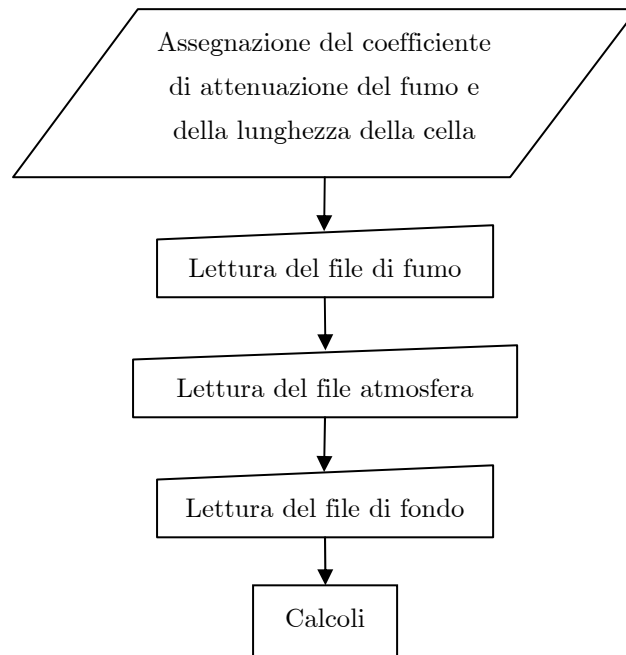 Assegnazione del coefficiente
di attenuazione del fumo e
della lunghezza della cella
Lettura del file di fumo
Lettura del file atmosfera
Lettura del file di fondo
Calcoli